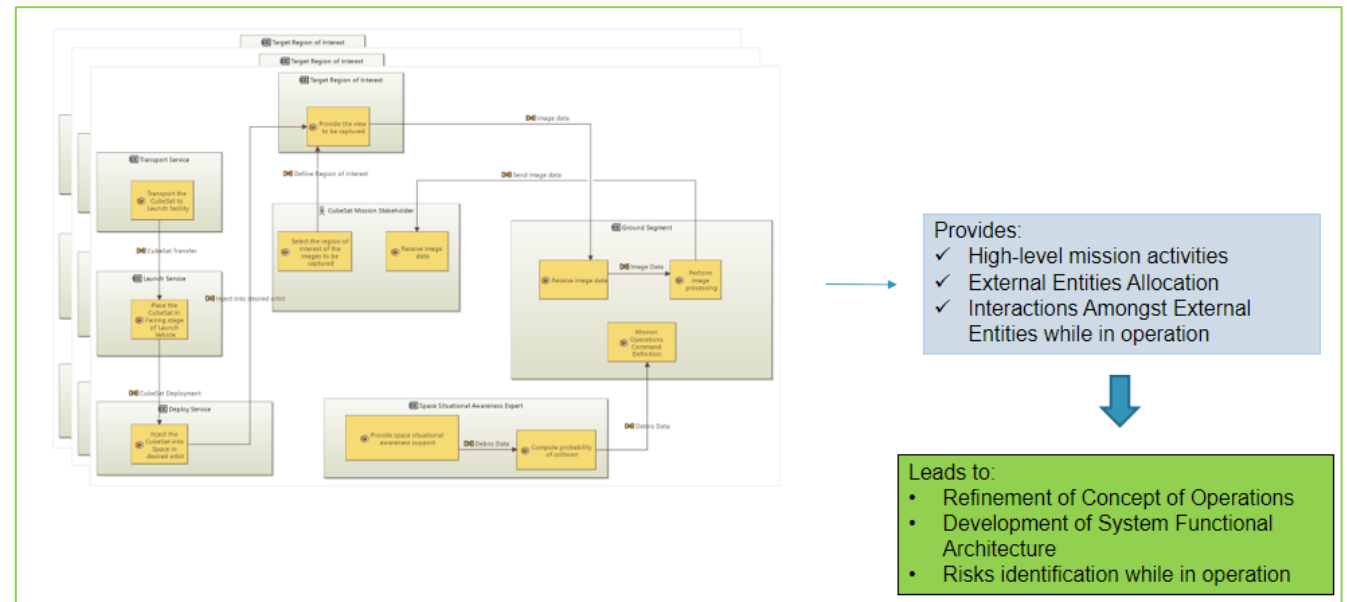 Target Region of Interest
Target Region of Interest
Target Region of Interest
Provide the view
to be captured
Image data
Transport Service
Transport the
CubeSat to
Launch facility
Define Region of interest
Send image data
CubeSat Mission Stakeholder
Select the region of
interest of the
images to be
captured
Receive image
data
Ground Segment
Receive image data
Image Data
Perform
image
processing
CubeSat Transfer
Launch Service
Place the
CubeSat in
Fairing stage
of Launch
Vehicle
Inject into desired orbit
Mission
Operations
Command
Definition
CubeSat Deployment
Deploy Service
Inject the
CubeSat into
Space in
desired orbit
Space Situational Awareness Expert
Provide space situational
awareness support
Debris Data
Compute probability
of collision
Debris Data
Provides:
✓ High-level mission activities
✓ External Entities Allocation
✓ Interactions Amongst External
Entities while in operation
Leads to:
• Refinement of Concept of Operations
• Development of System Functional
Architecture
• Risks identification while in operation